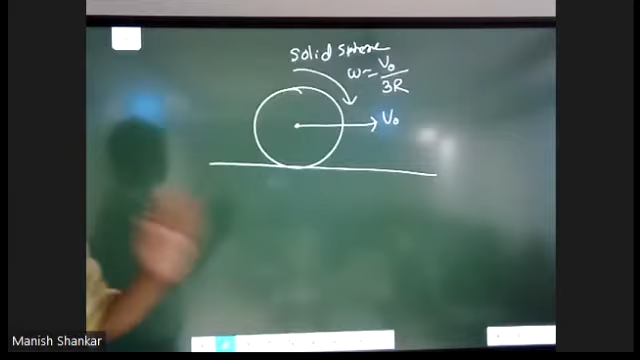 Solid sphere
ω = V₀/3R
V₀
Manish Shankar